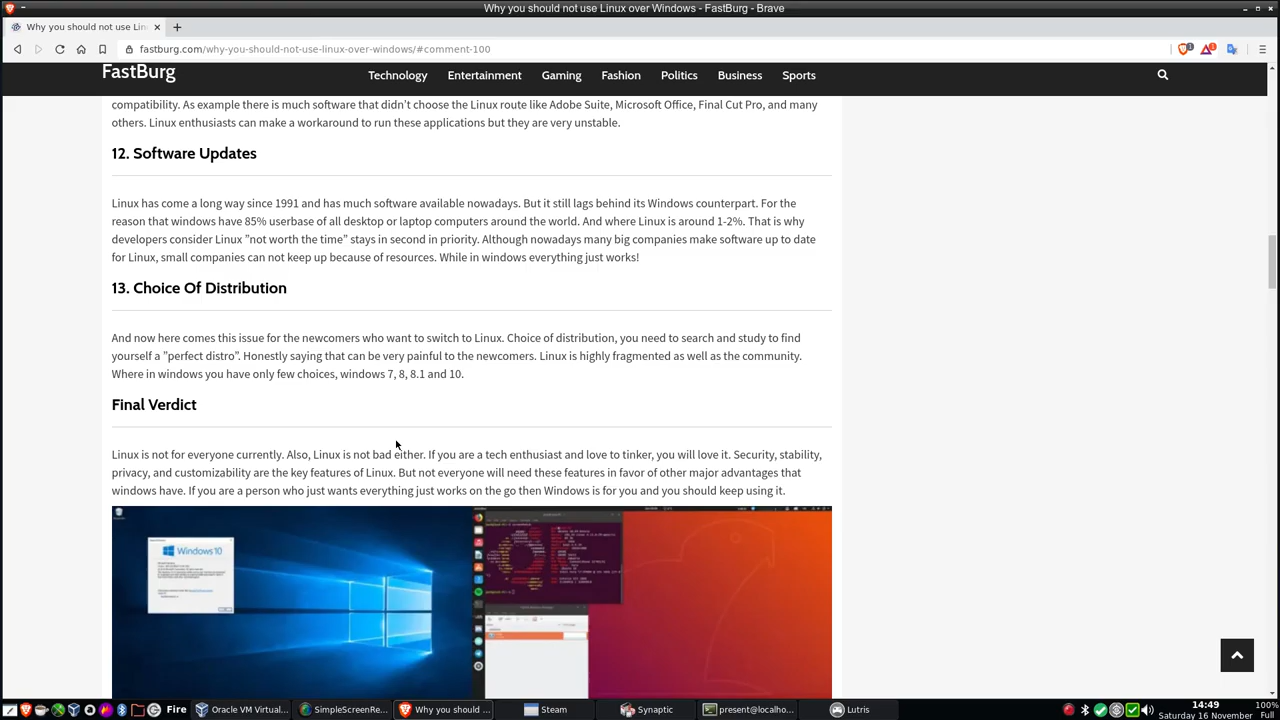 Why you should not use Linux over Windows - FastBurg - Brave
Why you should not use Lin
fastburg.com/why-you-should-not-use-linux-over-windows/#comment-100
FastBurg
Technology Entertainment Gaming Fashion Politics Business Sports
compatibility. As example there is much software that didn't choose the Linux route like Adobe Suite, Microsoft Office, Final Cut Pro, and many
others. Linux enthusiasts can make a workaround to run these applications but they are very unstable.
12. Software Updates
Linux has come a long way since 1991 and has much software available nowadays. But it still lags behind its Windows counterpart. For the
reason that windows have 85% userbase of all desktop or laptop computers around the world. And where Linux is around 1-2%. That is why
developers consider Linux "not worth the time" stays in second in priority. Although nowadays many big companies make software up to date
for Linux, small companies can not keep up because of resources. While in windows everything just works!
13. Choice Of Distribution
And now here comes this issue for the newcomers who want to switch to Linux. Choice of distribution, you need to search and study to find
yourself a "perfect distro". Honestly saying that can be very painful to the newcomers. Linux is highly fragmented as well as the community.
Where in windows you have only few choices, windows 7, 8, 8.1 and 10.
Final Verdict
Linux is not for everyone currently. Also, Linux is not bad either. If you are a tech enthusiast and love to tinker, you will love it. Security, stability,
privacy, and customizability are the key features of Linux. But not everyone will need these features in favor of other major advantages that
windows have. If you are a person who just wants everything just works on the go then Windows is for you and you should keep using it.
Windows 10
Fire Oracle VM Virtual... SimpleScreenRe... Why you should ... Steam Synaptic present@localho... Lutris
14:49
Saturday 16 November
100%
Full